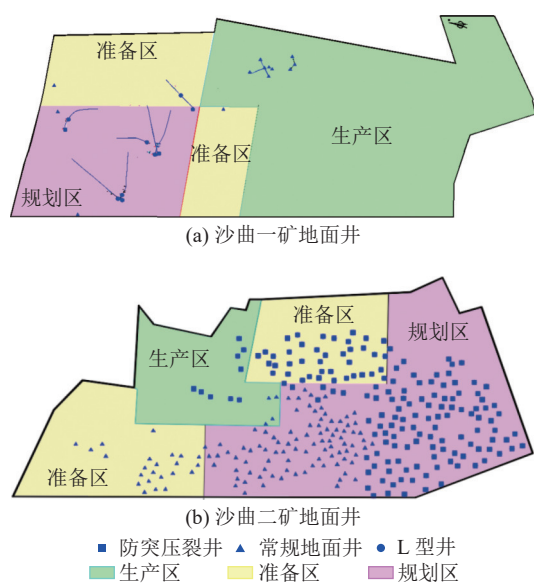 准备区
生产区
准备区
规划区
(a) 沙曲一矿地面井
准备区
规划区
生产区
准备区
(b) 沙曲二矿地面井
防突压裂井 常规地面井 L 型井
生产区 准备区 规划区